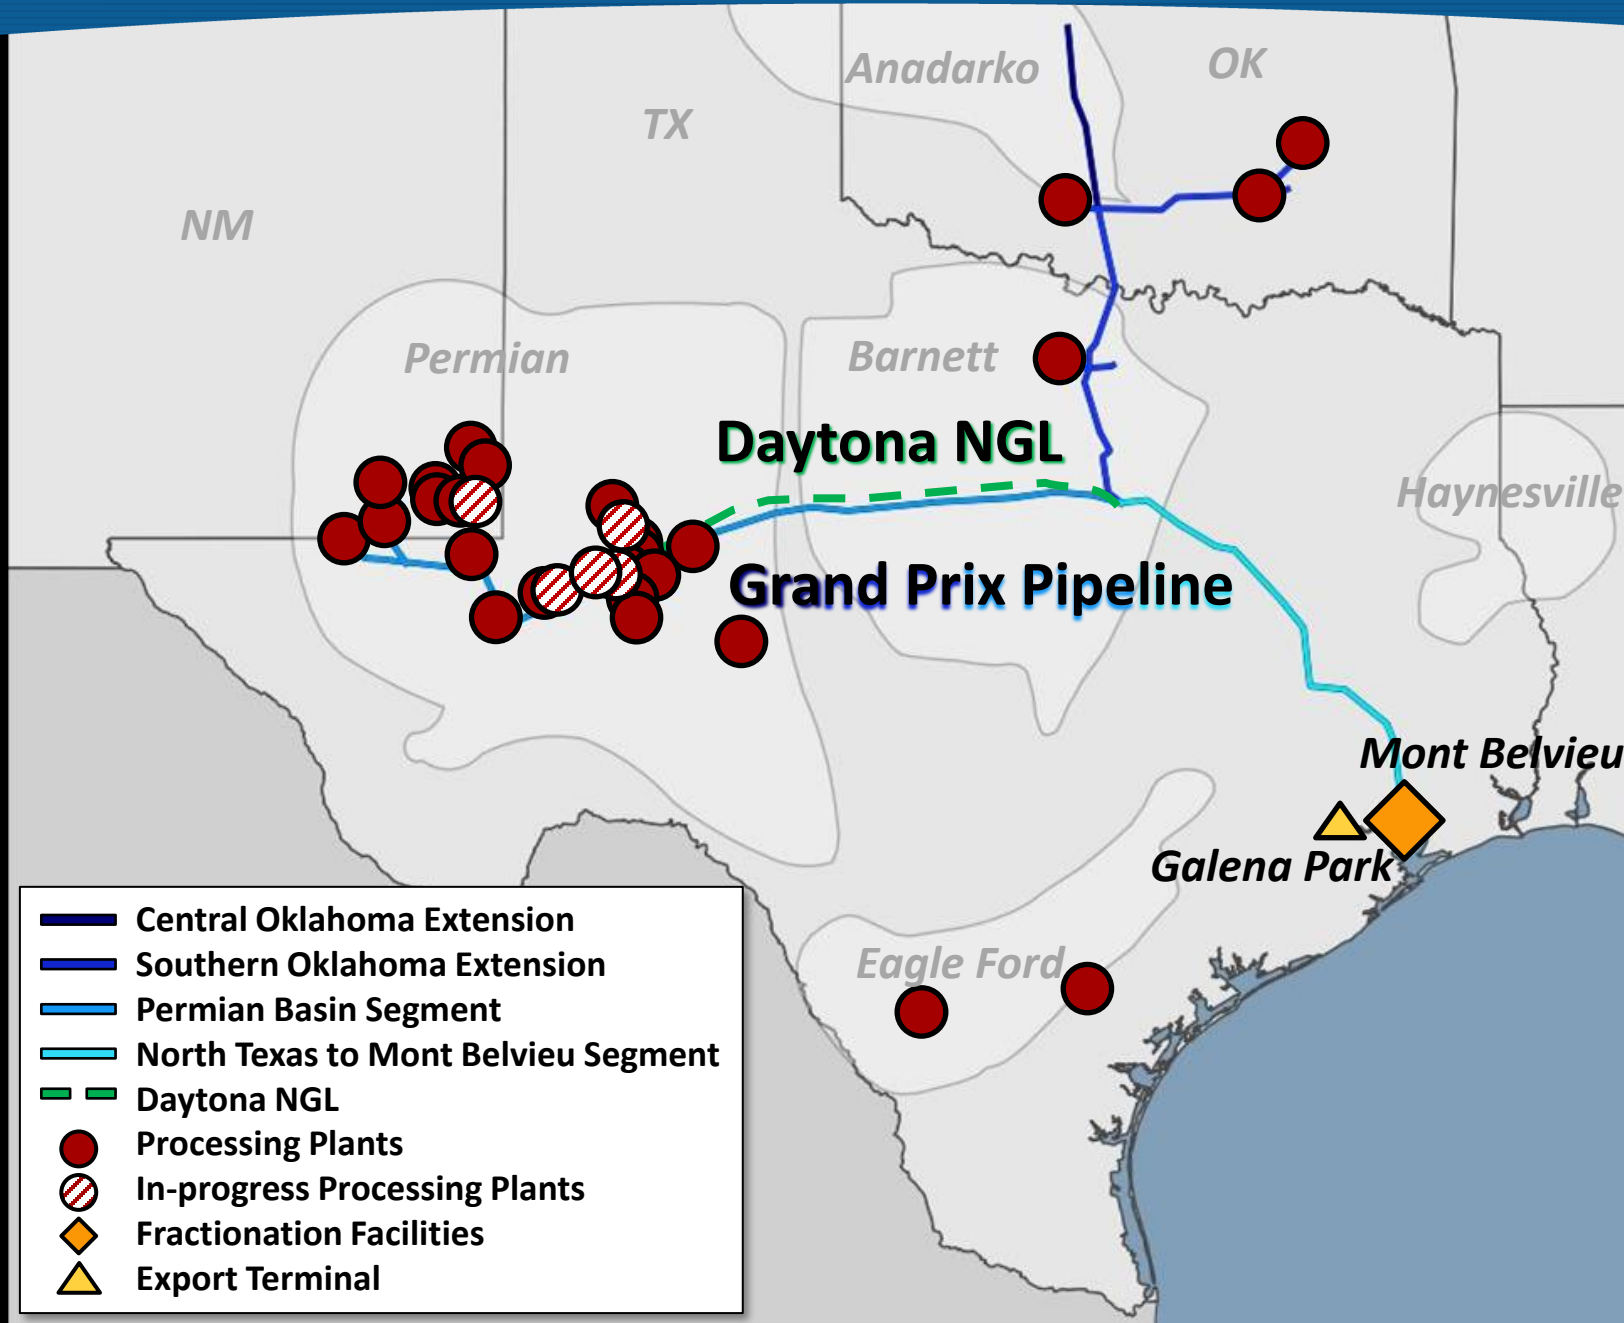 Anadarko
OK
TX
NM
Permian
Barnett
Daytona NGL
Haynesville
Grand Prix Pipeline
Mont Belvieu
Galena Park
Eagle Ford
Central Oklahoma Extension
Southern Oklahoma Extension
Permian Basin Segment
North Texas to Mont Belvieu Segment
Daytona NGL
Processing Plants
In-progress Processing Plants
Fractionation Facilities
Export Terminal